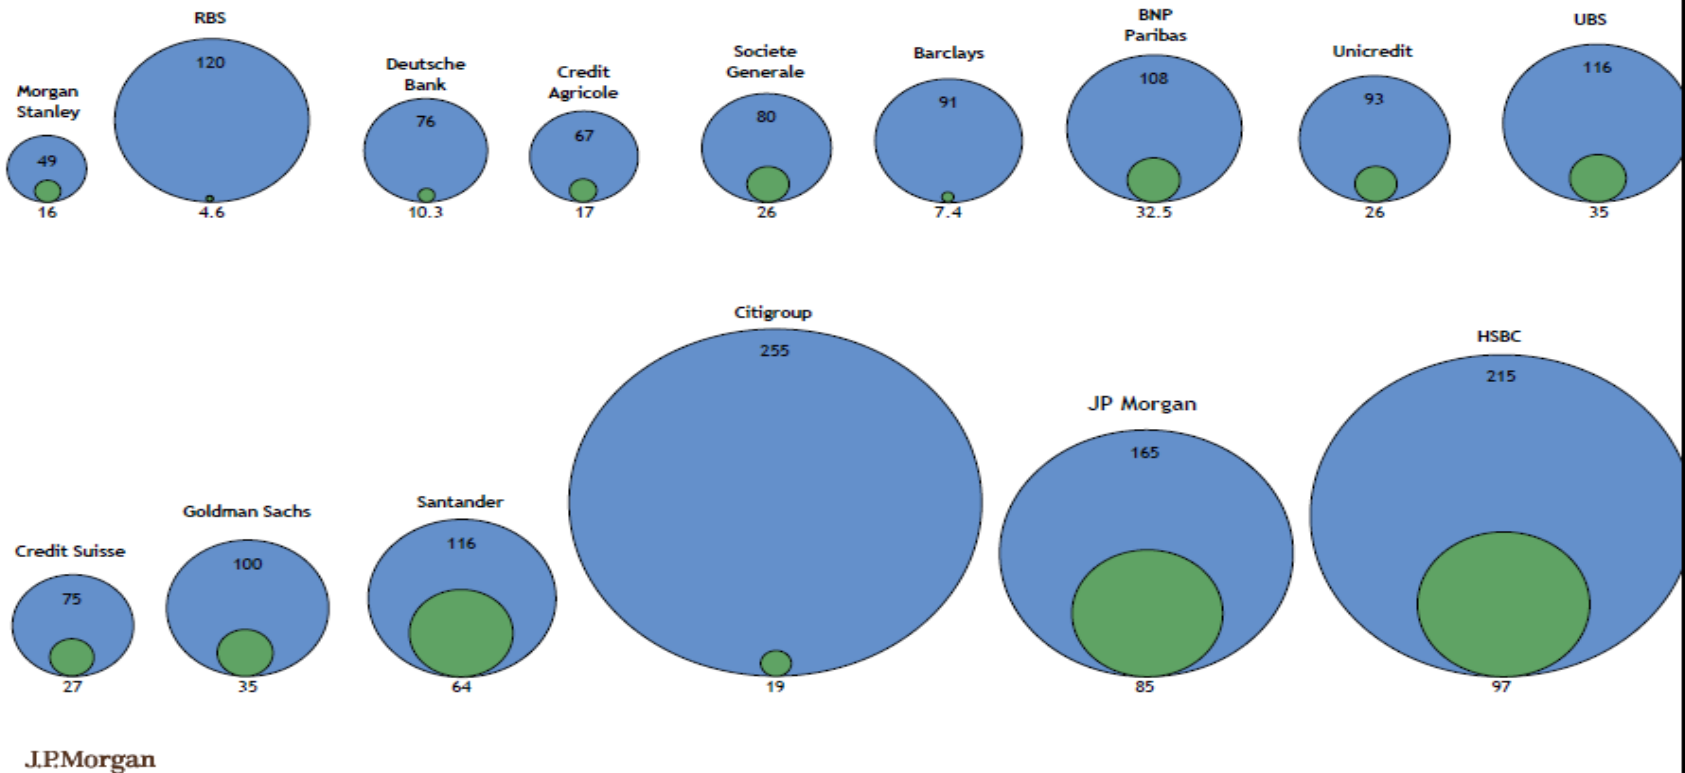 Morgan
Stanley
49
16
RBS
120
4.6
Deutsche
Bank
76
10.3
Credit
Agricole
67
17
Societe
Generale
80
26
Barclays
91
7.4
BNP
Paribas
108
32.5
Unicredit
93
26
UBS
116
35
Credit Suisse
75
27
Goldman Sachs
100
35
Santander
116
64
Citigroup
255
19
JP Morgan
165
85
HSBC
215
97
J.P.Morgan